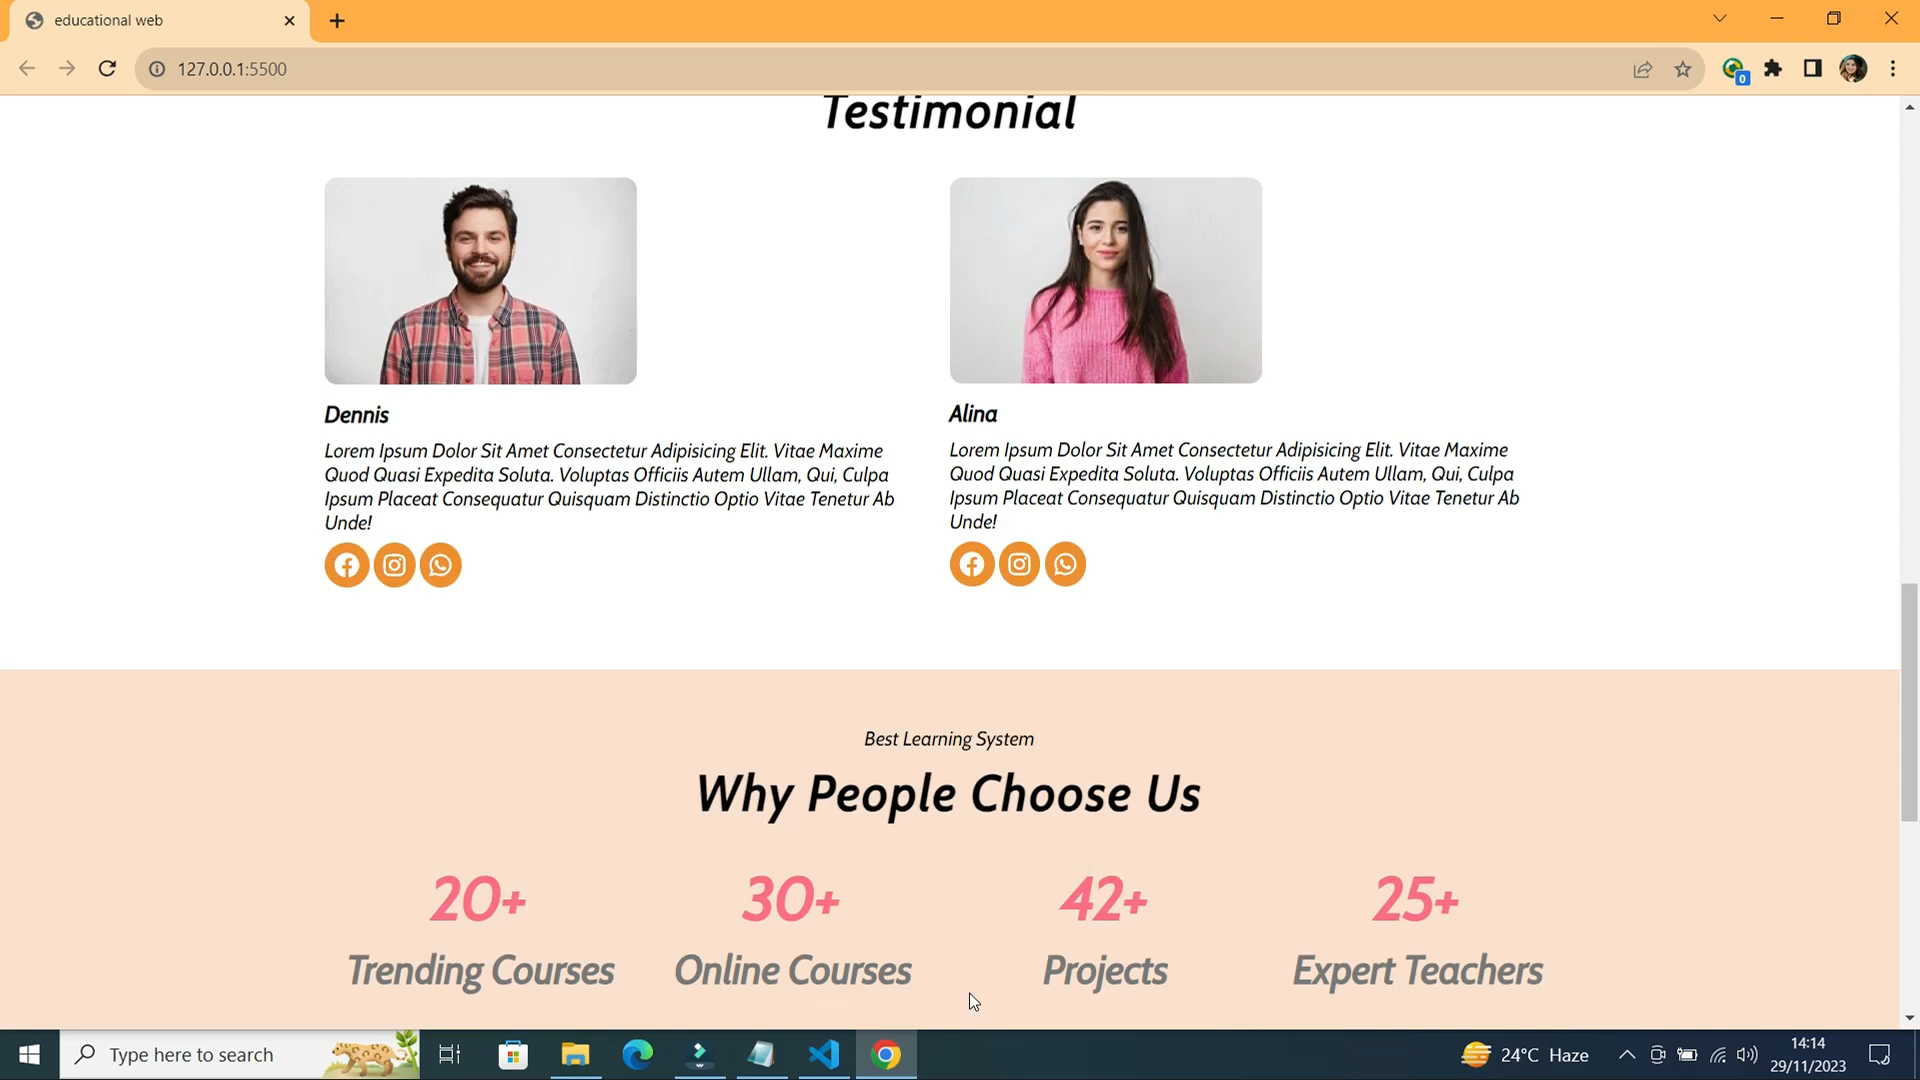 educational web
127.0.0.1:5500
0
Testimonial
Dennis
Lorem Ipsum Dolor Sit Amet Consectetur Adipisicing Elit. Vitae Maxime
Quod Quasi Expedita Soluta. Voluptas Officiis Autem Ullam, Qui, Culpa
Ipsum Placeat Consequatur Quisquam Distinctio Optio Vitae Tenetur Ab
Unde!
Alina
Lorem Ipsum Dolor Sit Amet Consectetur Adipisicing Elit. Vitae Maxime
Quod Quasi Expedita Soluta. Voluptas Officiis Autem Ullam, Qui, Culpa
Ipsum Placeat Consequatur Quisquam Distinctio Optio Vitae Tenetur Ab
Unde!
Best Learning System
Why People Choose Us
20+
Trending Courses
30+
Online Courses
42+
Projects
25+
Expert Teachers
Type here to search
24°C Haze
14:14
29/11/2023